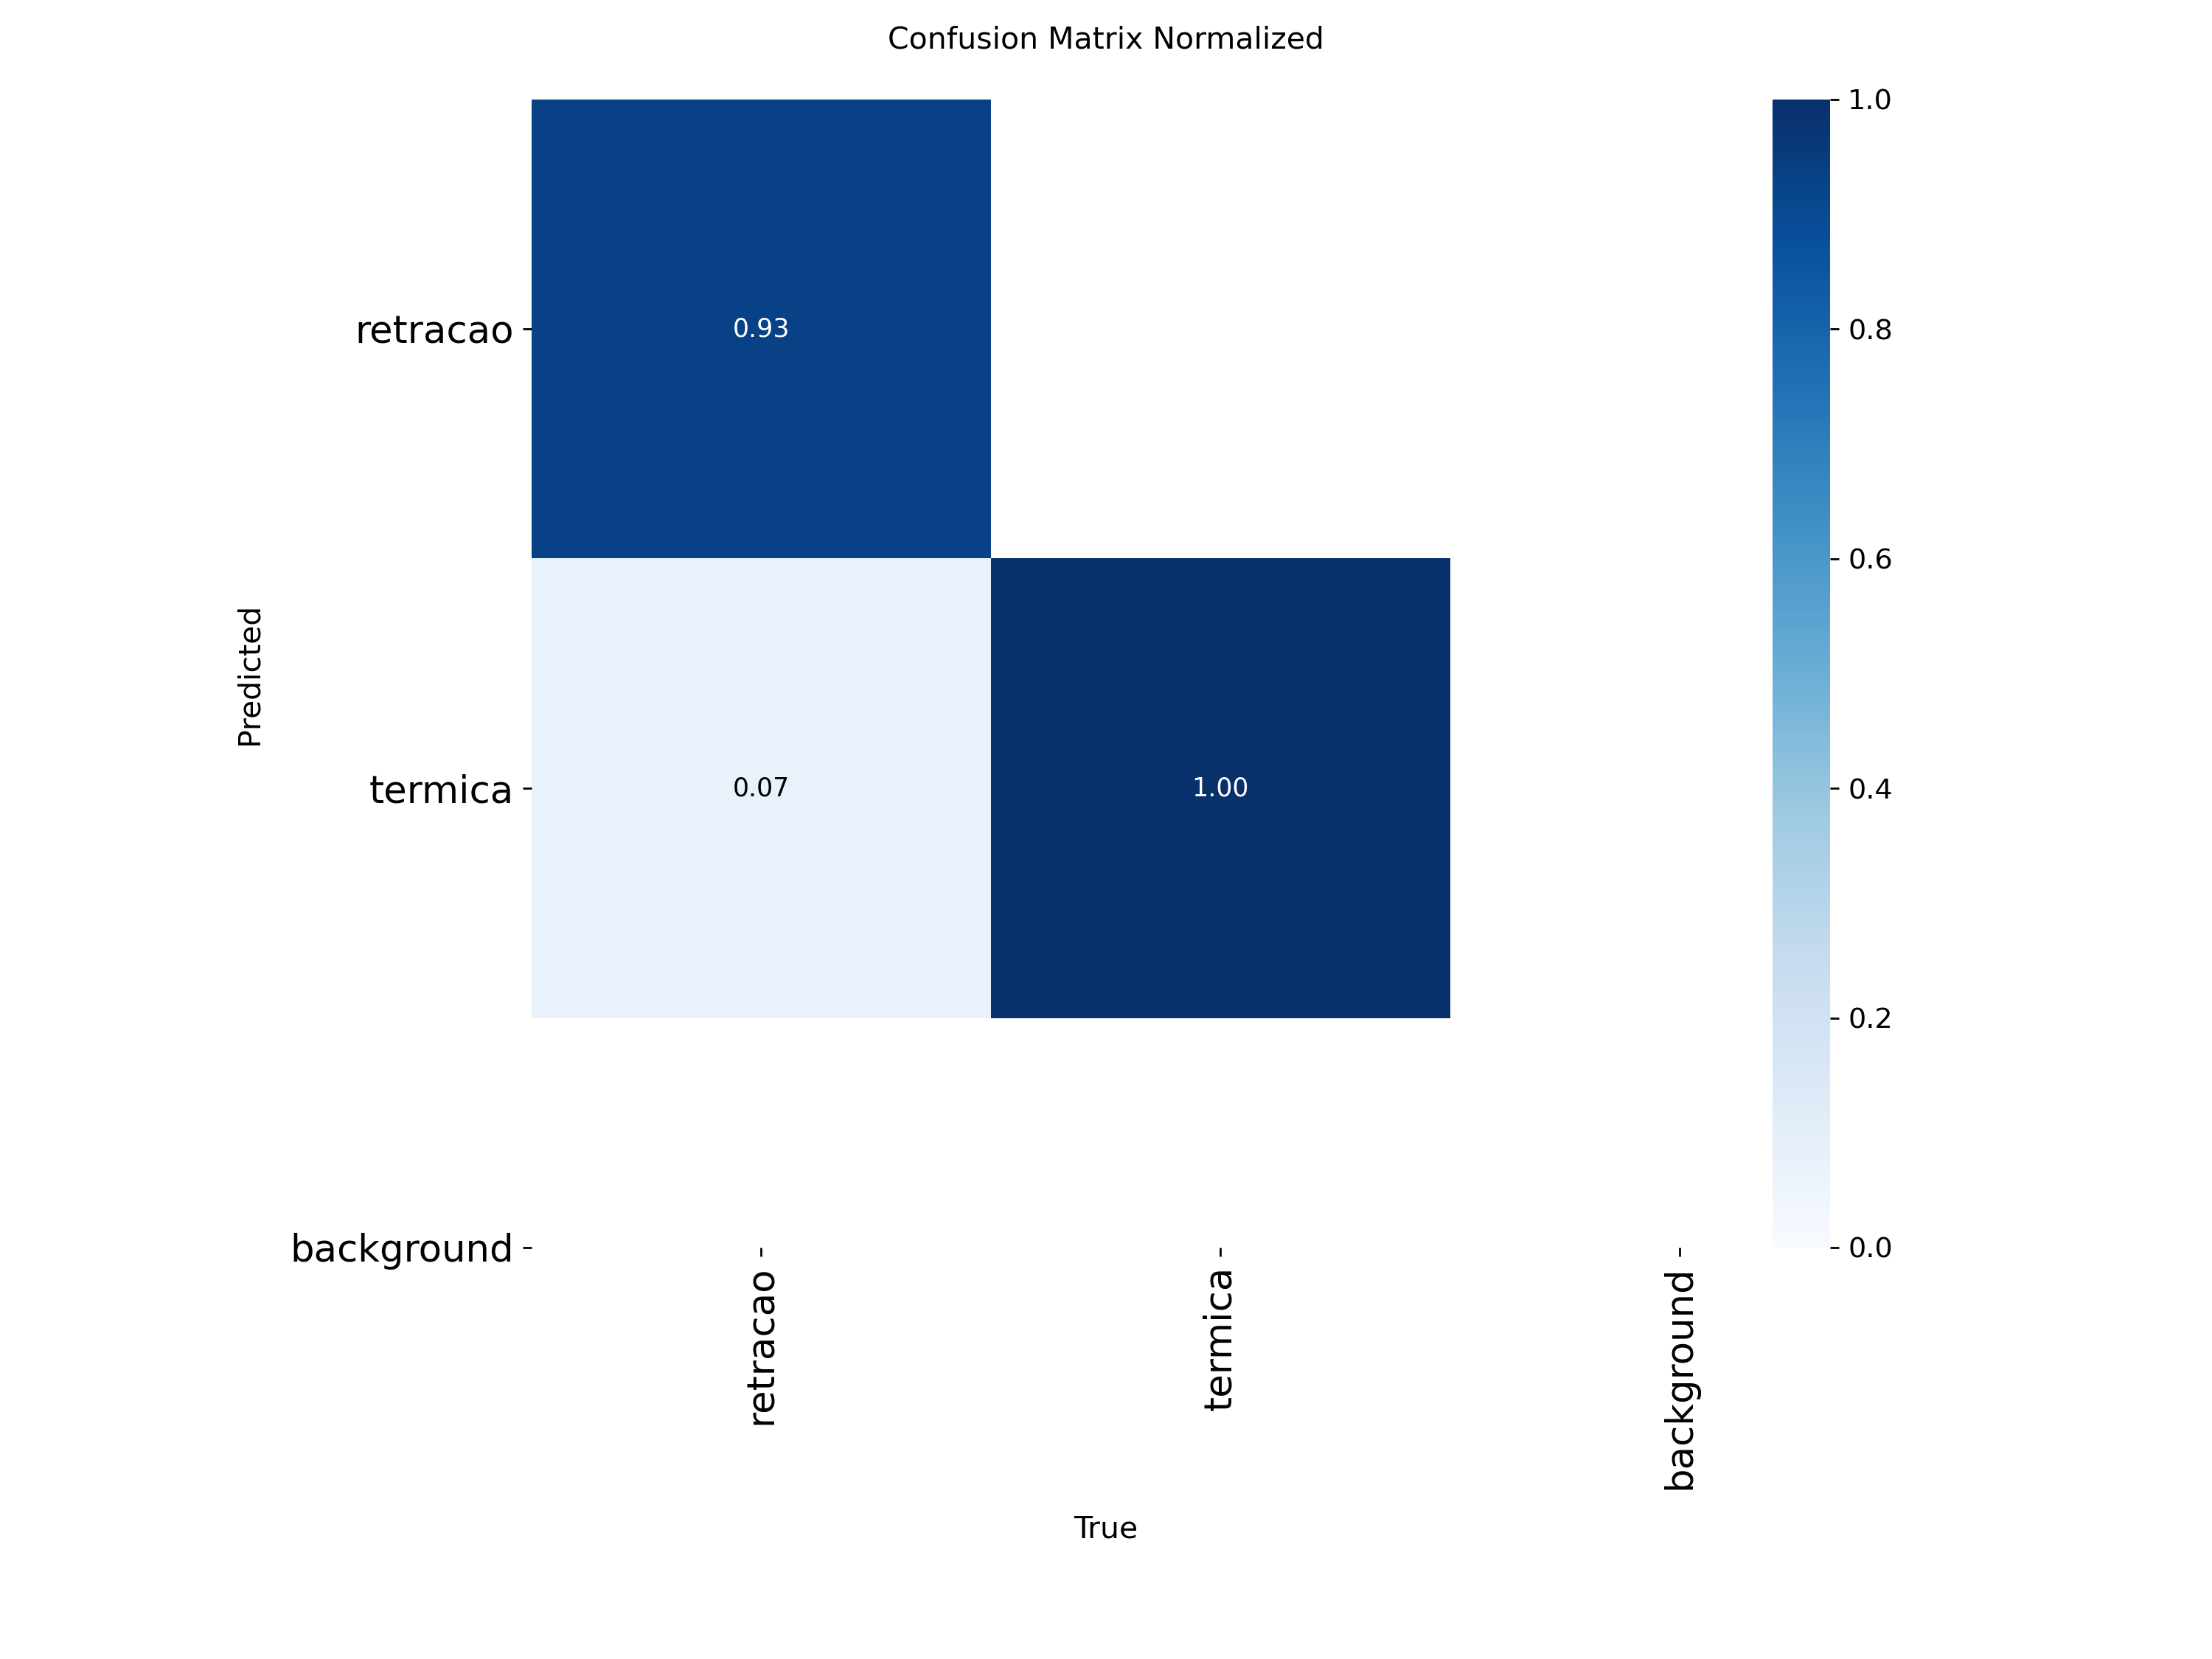 Confusion Matrix Normalized
Predicted
retracao
termica
background
0.93
0.07
1.00
retracao
termica
background
True
1.0
0.8
0.6
0.4
0.2
0.0